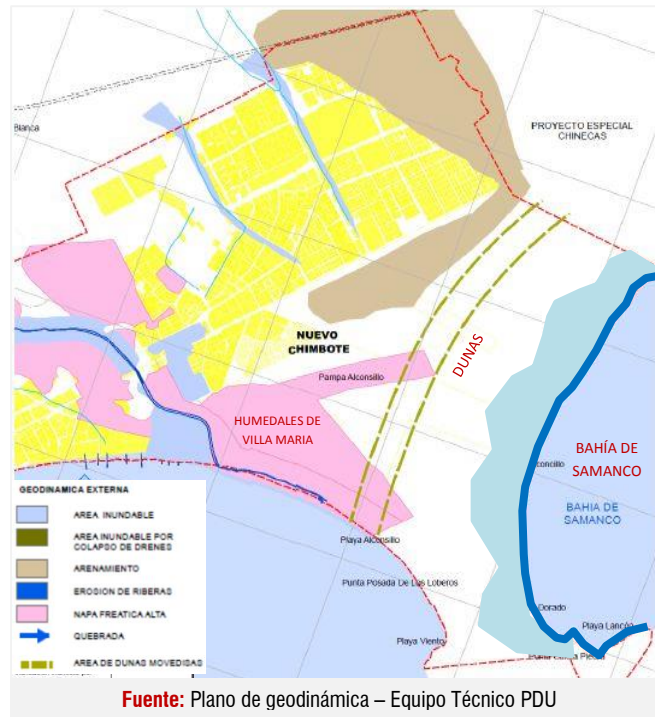 Blanca
PROYECTO ESPECIAL
CHINECAS
NUEVO
CHIMBOTE
DUNAS
Pampa Alconsillo
HUMEDALES DE
VILLA MARIA
BAHÍA DE
SAMANCO
BAHIA DE
SAMANCO
Playa Alconsillo
Punta Posada De Los Loberos
Dorado
Playa Lancón
Playa Viento
GEODINAMICA EXTERNA
AREA INUNDABLE
AREA INUNDABLE POR
COLAPSO DE DRENES
ARENAMIENTO
EROSION DE RIBERAS
NAPA FREATICA ALTA
QUEBRADA
AREA DE DUNAS MOVEDISAS
Fuente: Plano de geodinámica – Equipo Técnico PDU